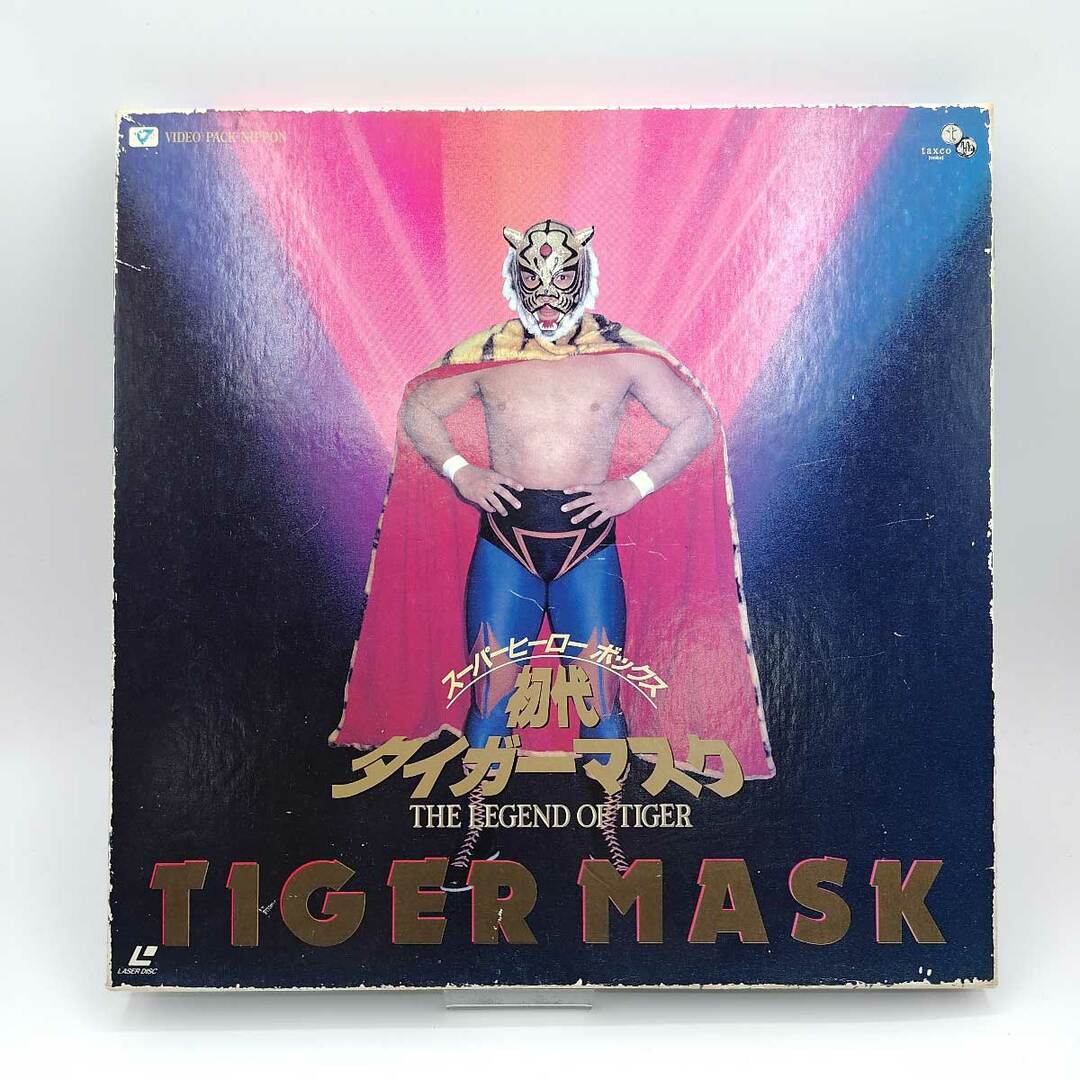 VIDEO PACK NIPPON
taxco
スーパーヒーロー ボックス
初代
タイガーマスク
THE LEGEND OF TIGER
TIGER MASK
LASER DISC